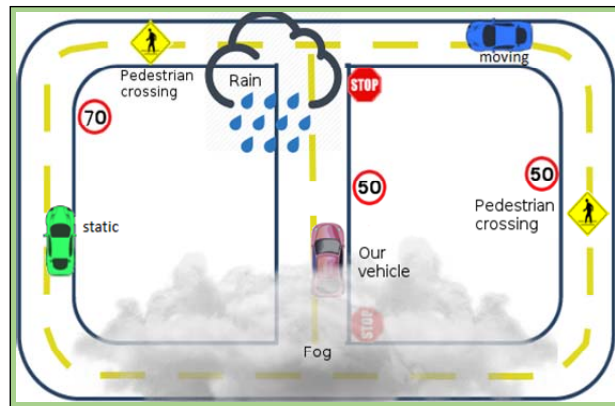 moving
Pedestrian
crossing
Rain
STOP
70
50
50
Pedestrian
crossing
static
Our
vehicle
STOP
Fog